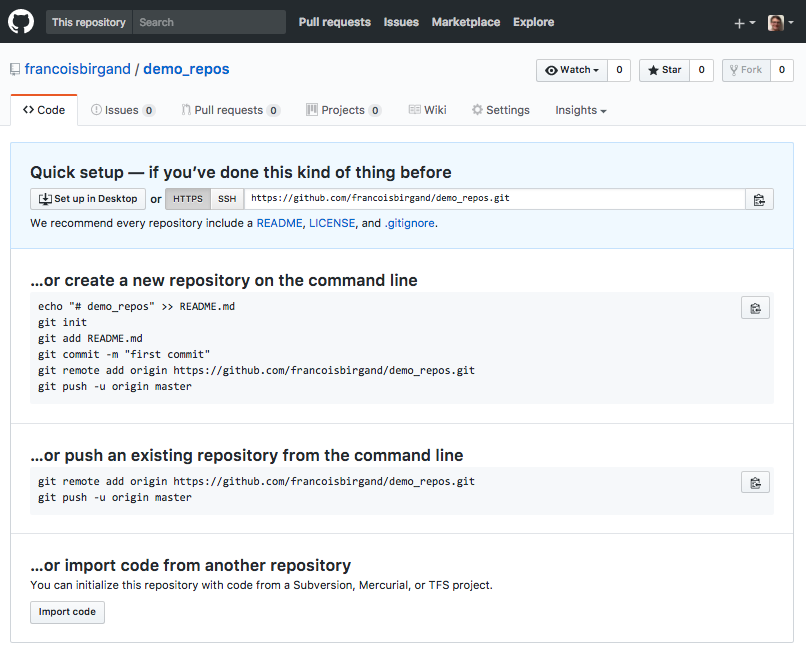 This repository Search Pull requests Issues Marketplace Explore
francoisbirgand / demo_repos Watch 0 Star 0 Fork 0
Code Issues 0 Pull requests 0 Projects 0 Wiki Settings Insights
Quick setup — if you’ve done this kind of thing before
Set up in Desktop or HTTPS SSH https://github.com/francoisbirgand/demo_repos.git
We recommend every repository include a README, LICENSE, and .gitignore.
…or create a new repository on the command line
echo "# demo_repos" >> README.md
git init
git add README.md
git commit -m "first commit"
git remote add origin https://github.com/francoisbirgand/demo_repos.git
git push -u origin master
…or push an existing repository from the command line
git remote add origin https://github.com/francoisbirgand/demo_repos.git
git push -u origin master
…or import code from another repository
You can initialize this repository with code from a Subversion, Mercurial, or TFS project.
Import code